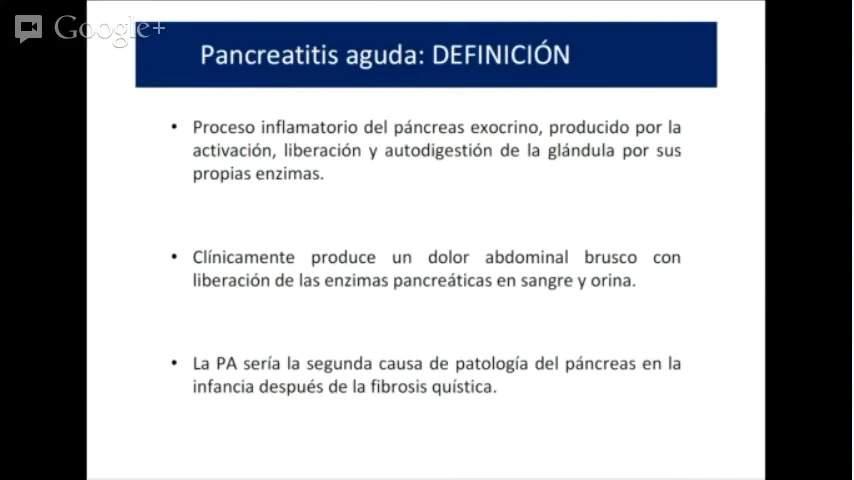 Google+
Pancreatitis aguda: DEFINICIÓN
• Proceso inflamatorio del páncreas exocrino, producido por la
activación, liberación y autodigestión de la glándula por sus
propias enzimas.
• Clínicamente produce un dolor abdominal brusco con
liberación de las enzimas pancreáticas en sangre y orina.
• La PA sería la segunda causa de patología del páncreas en la
infancia después de la fibrosis quística.